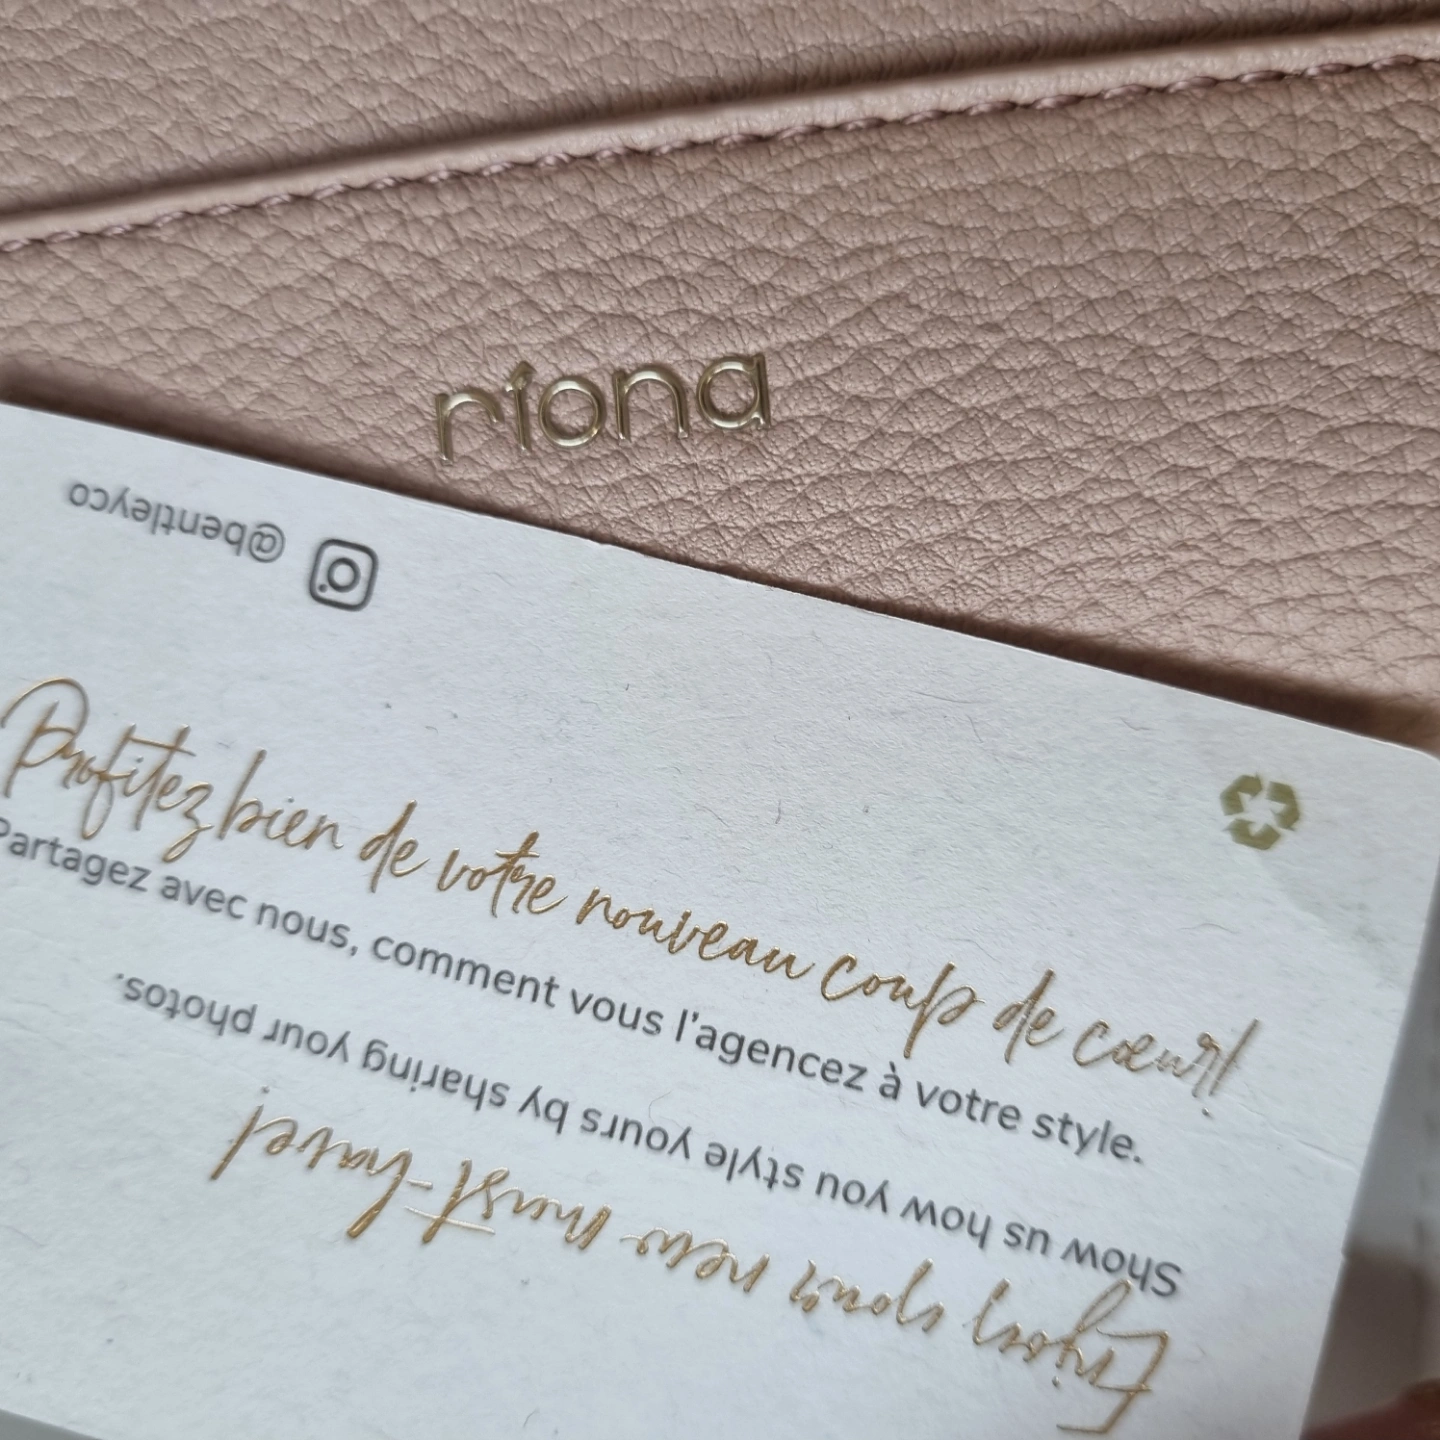 riona
@bentleyco
Profitez bien de votre nouveau coup de cœur!
Partagez avec nous, comment vous l'agencez à votre style.
Enjoy your new must-have!
Show us how you style yours by sharing your photos.